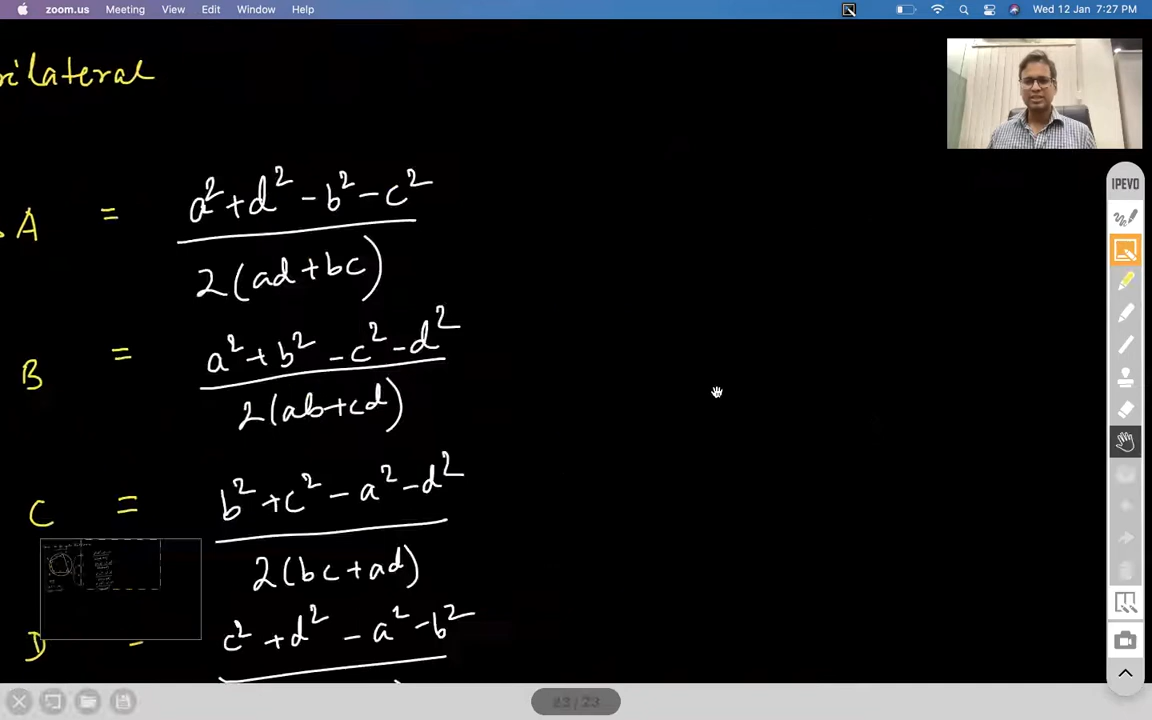 zoom.us Meeting View Edit Window Help Wed 12 Jan 7:27 PM
rilateral
IPEVO
A = a²+d²-b²-c²
2(ad+bc)
B = a²+b²-c²-d²
2(ab+cd)
C = b²+c²-a²-d²
2(bc+ad)
D = c²+d²-a²-b²